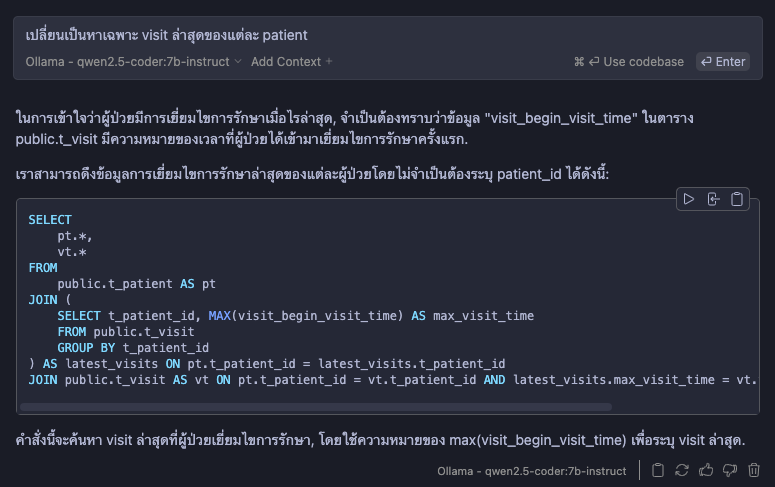 เปลี่ยนเป็นหาเฉพาะ visit ล่าสุดของแต่ละ patient
Ollama - qwen2.5-coder:7b-instruct Add Context + ⌘ ⏎ Use codebase ⏎ Enter
ในการเข้าใจว่าผู้ป่วยมีการเยี่ยมไขการรักษาเมื่อไรล่าสุด, จำเป็นต้องทราบว่าข้อมูล "visit_begin_visit_time" ในตาราง
public.t_visit มีความหมายของเวลาที่ผู้ป่วยได้เข้ามาเยี่ยมไขการรักษาครั้งแรก.
เราสามารถดึงข้อมูลการเยี่ยมไขการรักษาล่าสุดของแต่ละผู้ป่วยโดยไม่จำเป็นต้องระบุ patient_id ได้ดังนี้:
SELECT
    pt.*,
    vt.*
FROM
    public.t_patient AS pt
JOIN (
    SELECT t_patient_id, MAX(visit_begin_visit_time) AS max_visit_time
    FROM public.t_visit
    GROUP BY t_patient_id
) AS latest_visits ON pt.t_patient_id = latest_visits.t_patient_id
JOIN public.t_visit AS vt ON pt.t_patient_id = vt.t_patient_id AND latest_visits.max_visit_time = vt.
คำสั่งนี้จะค้นหา visit ล่าสุดที่ผู้ป่วยเยี่ยมไขการรักษา, โดยใช้ความหมายของ max(visit_begin_visit_time) เพื่อระบุ visit ล่าสุด.
Ollama - qwen2.5-coder:7b-instruct